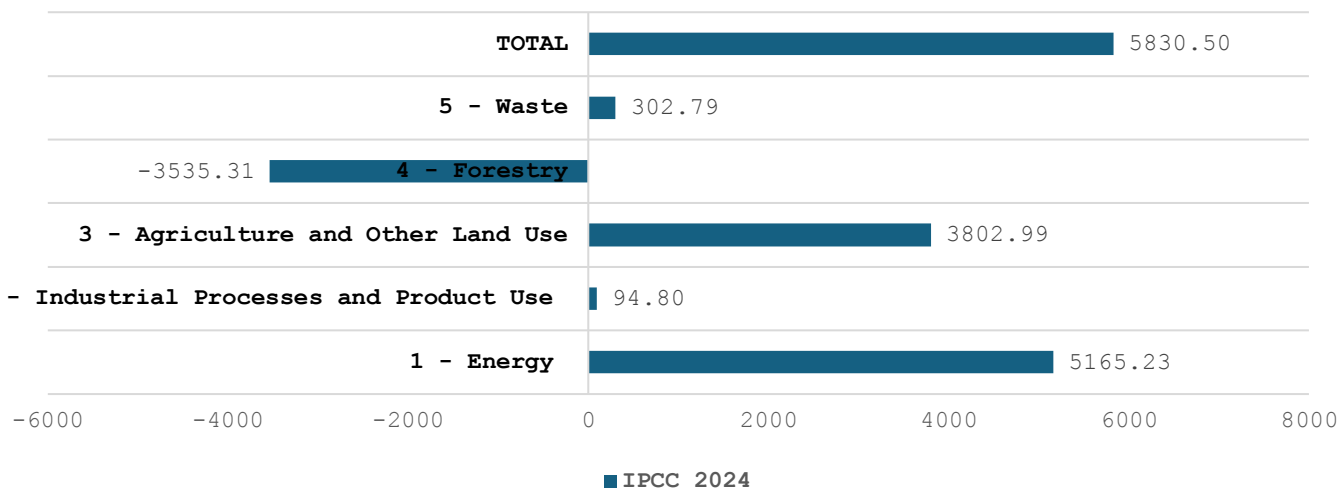 TOTAL 5830.50
5 - Waste 302.79
-3535.31 4 - Forestry
3 - Agriculture and Other Land Use 3802.99
- Industrial Processes and Product Use 94.80
1 - Energy 5165.23
-6000 -4000 -2000 0 2000 4000 6000 8000
IPCC 2024